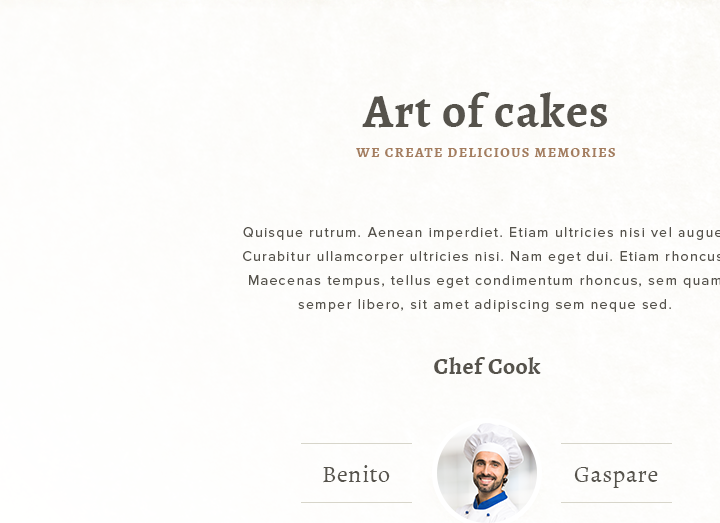 Art of cakes
WE CREATE DELICIOUS MEMORIES
Quisque rutrum. Aenean imperdiet. Etiam ultricies nisi vel augue
Curabitur ullamcorper ultricies nisi. Nam eget dui. Etiam rhoncus
Maecenas tempus, tellus eget condimentum rhoncus, sem quam
semper libero, sit amet adipiscing sem neque sed.
Chef Cook
Benito
Gaspare